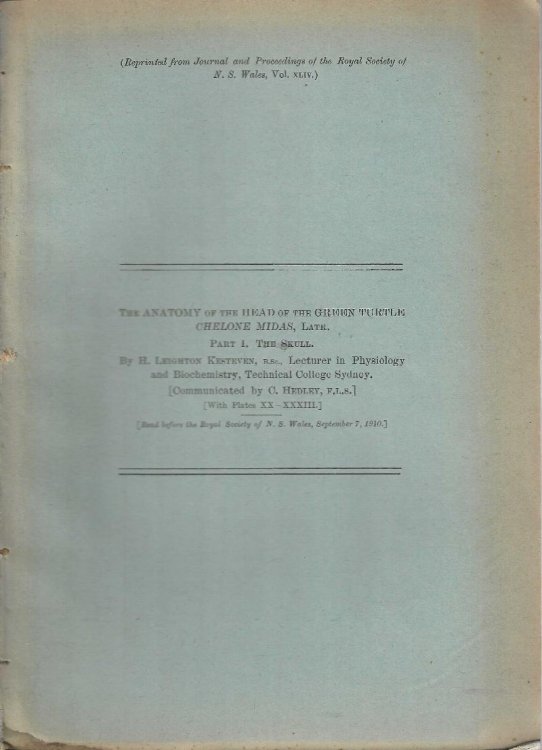 (Reprinted from Journal and Proceedings of the Royal Society of
N. S. Wales, Vol. XLIV.)
THE ANATOMY OF THE HEAD OF THE GREEN TURTLE
CHELONE MIDAS, LATR.
PART I. THE SKULL.
By H. LEIGHTON KESTEVEN, B.Sc., Lecturer in Physiology
and Biochemistry, Technical College Sydney.
[Communicated by C. HEDLEY, F.L.S.]
[With Plates XX-XXXIII.]
[Read before the Royal Society of N. S. Wales, September 7, 1910.]